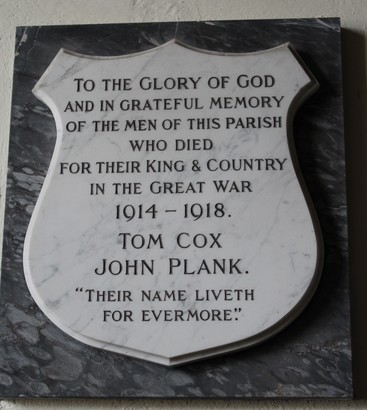 To the Glory of God
and in grateful memory
of the men of this parish
who died
for their King & Country
in the Great War
1914 – 1918.
Tom Cox
John Plank.
“Their name liveth
for evermore.”